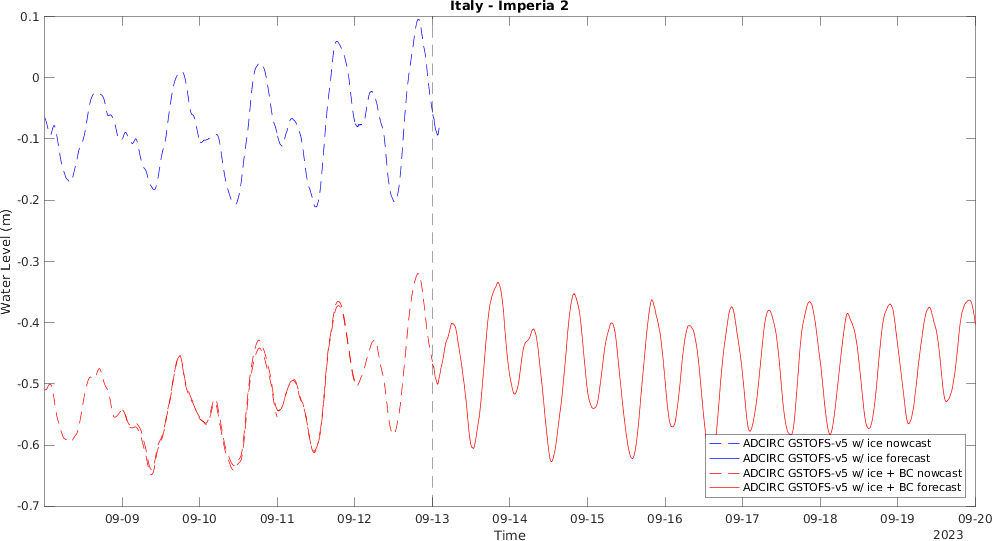 Italy - Imperia 2
0.1
0
-0.1
-0.2
-0.3
-0.4
-0.5
-0.6
-0.7
Water Level (m)
ADCIRC GSTOFS-v5 w/ ice nowcast
ADCIRC GSTOFS-v5 w/ ice forecast
ADCIRC GSTOFS-v5 w/ ice + BC nowcast
ADCIRC GSTOFS-v5 w/ ice + BC forecast
09-09 09-10 09-11 09-12 09-13 09-14 09-15 09-16 09-17 09-18 09-19 09-20
Time
2023